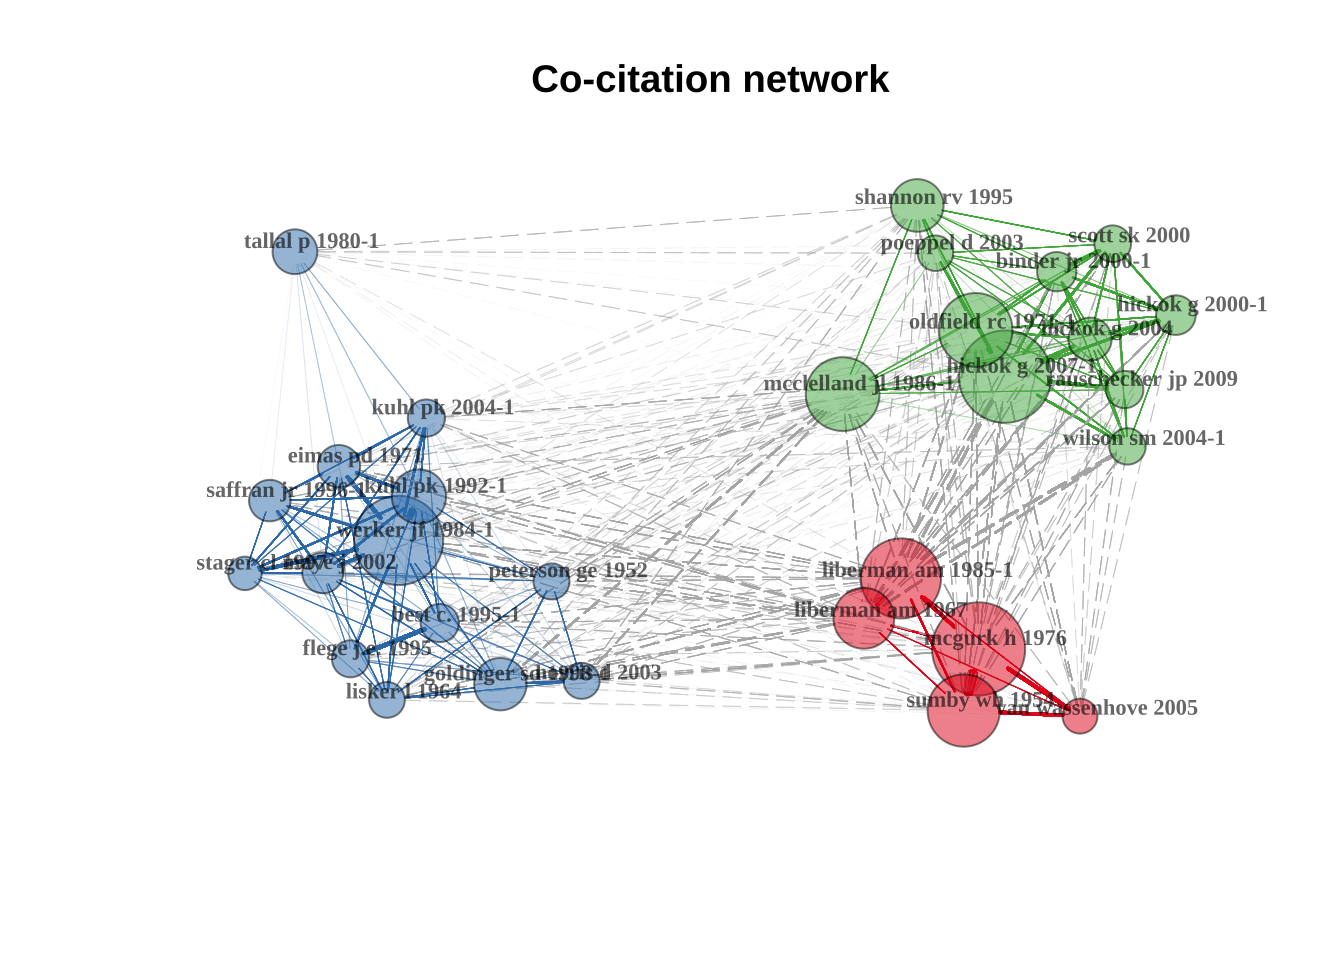 Co-citation network
shannon rv 1995
tallal p 1980-1
poeppel d 2003
scott sk 2000
binder jr 2000-1
hickok g 2000-1
oldfield rc 1971-1
hickok g 2004
hickok g 2007-1
rauschecker jp 2009
mcclelland jl 1986-1
kuhl pk 2004-1
wilson sm 2004-1
eimas pd 1971
saffran jr 1996-1
kuhl pk 1992-1
werker jf 1984-1
stager cl 1997
2002
peterson ge 1952
liberman am 1985-1
liberman am 1967
best c. 1995-1
mcgurk h 1976
flege j.e. 1995
goldinger sd 1998-1
2003
lisker l 1964
sumby wh 1954
van wassenhove 2005